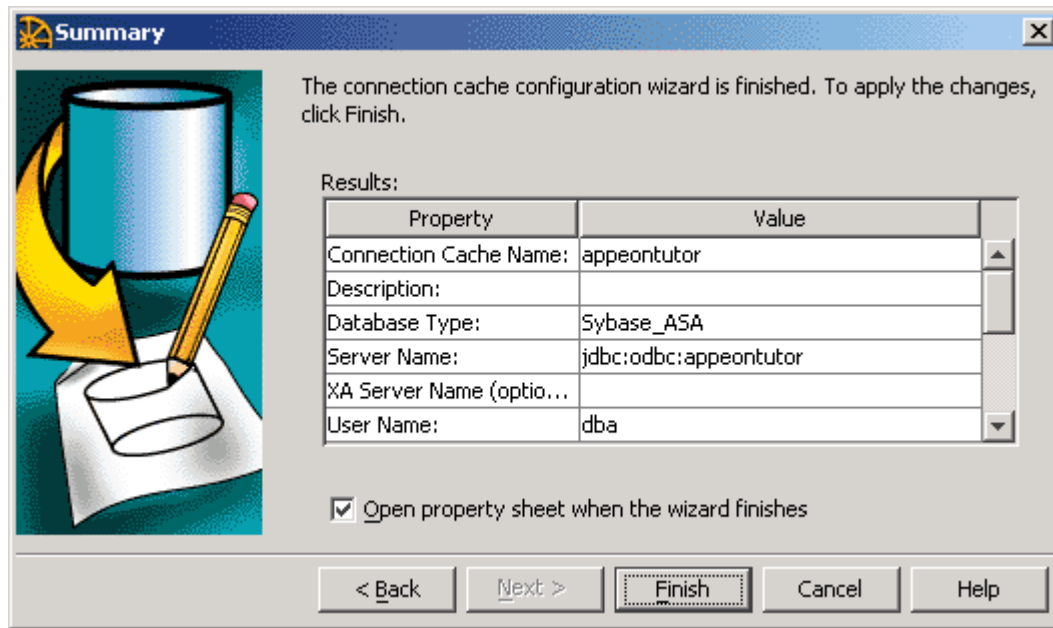 Summary
The connection cache configuration wizard is finished. To apply the changes,
click Finish.
Results:
Property Value
Connection Cache Name: appeontutor
Description:
Database Type: Sybase_ASA
Server Name: jdbc:odbc:appeontutor
XA Server Name (optio...
User Name: dba
Open property sheet when the wizard finishes
< Back Next > Finish Cancel Help